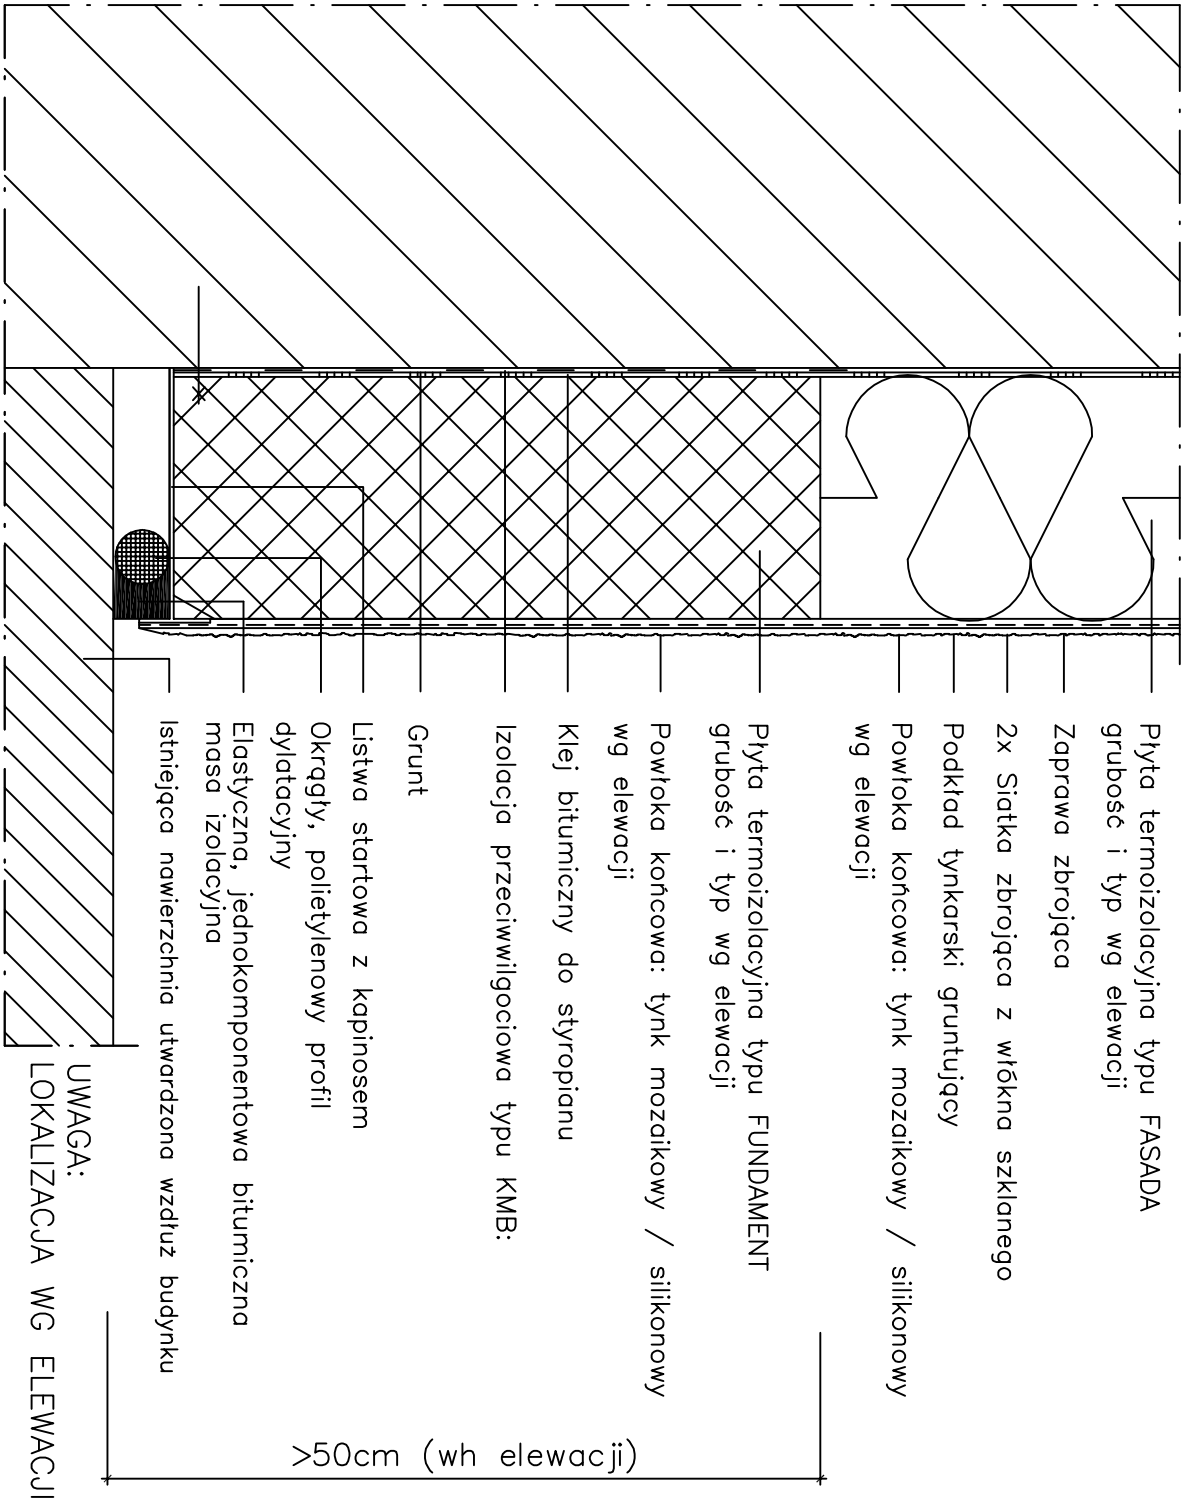 Płyta termoizolacyjna typu FASADA
grubość i typ wg elewacji
Zaprawa zbrojąca
2x Siatka zbrojąca z włókna szklanego
Podkład tynkarski gruntujący
Powłoka końcowa: tynk mozaikowy / silikonowy
wg elewacji
Płyta termoizolacyjna typu FUNDAMENT
grubość i typ wg elewacji
Powłoka końcowa: tynk mozaikowy / silikonowy
wg elewacji
Klej bitumiczny do styropianu
Izolacja przeciwwilgociowa typu KMB:
Grunt
Listwa startowa z kapinosem
Okrągły, polietylenowy profil
dylatacyjny
Elastyczna, jednokomponentowa bitumiczna
masa izolacyjna
Istniejąca nawierzchnia utwardzona wzdłuż budynku
>50cm (wh elewacji)
UWAGA:
LOKALIZACJA WG ELEWACJI